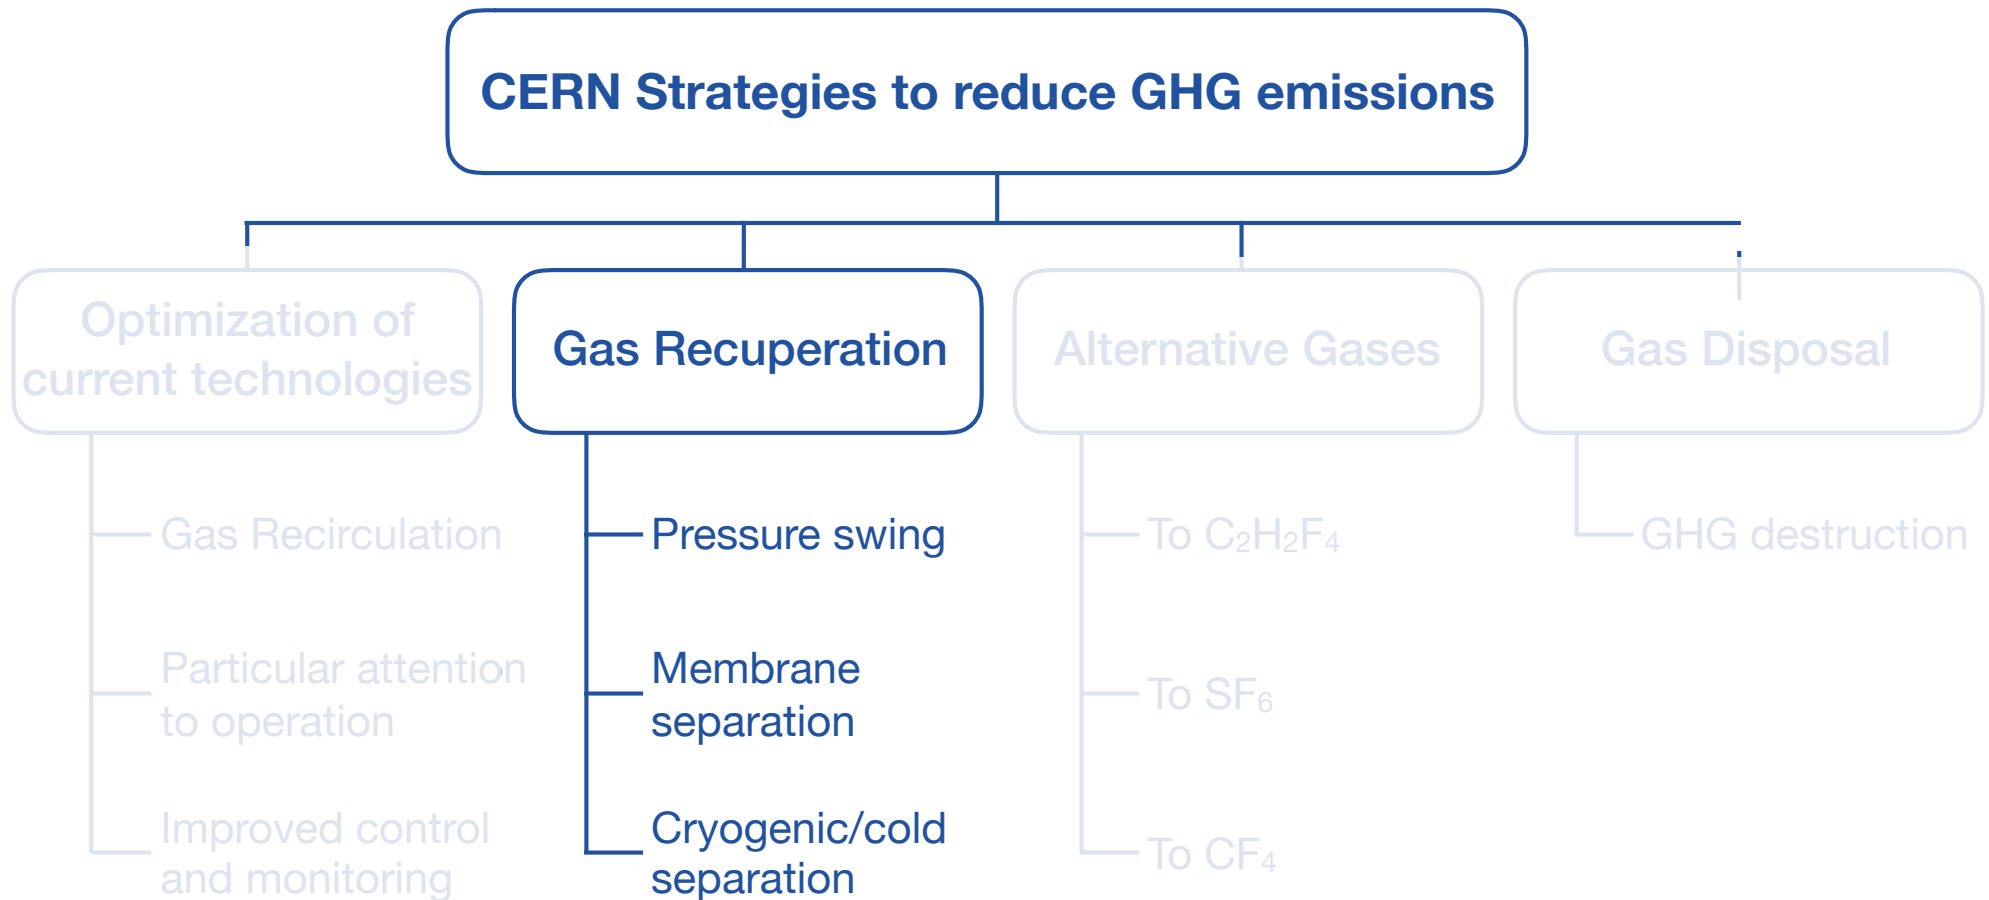 CERN Strategies to reduce GHG emissions
Optimization of
current technologies
Gas Recirculation
Particular attention
to operation
Improved control
and monitoring
Gas Recuperation
Pressure swing
Membrane
separation
Cryogenic/cold
separation
Alternative Gases
To C₂H₂F₄
To SF₆
To CF₄
Gas Disposal
GHG destruction